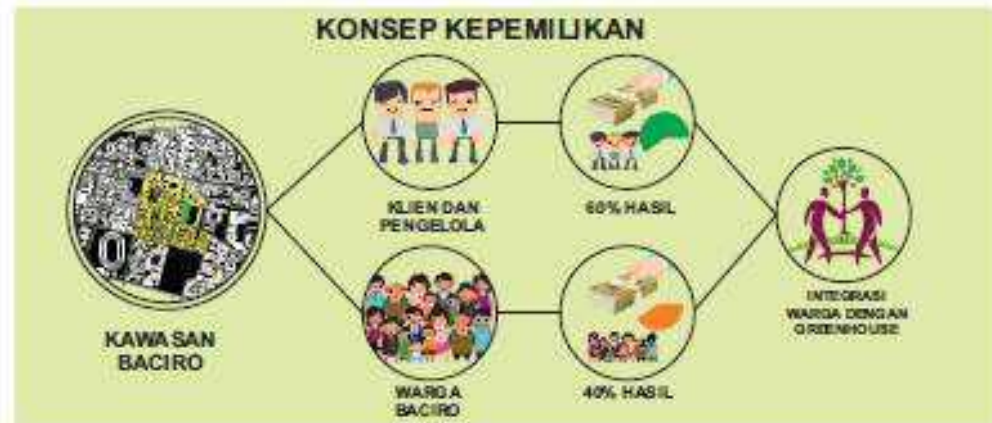 KONSEP KEPEMILIKAN
KAWASAN
BACIRO
KLIEN DAN
PENGELOLA
60% HASIL
WARGA
BACIRO
40% HASIL
INTEGRASI
WARGA DENGAN
GREENHOUSE